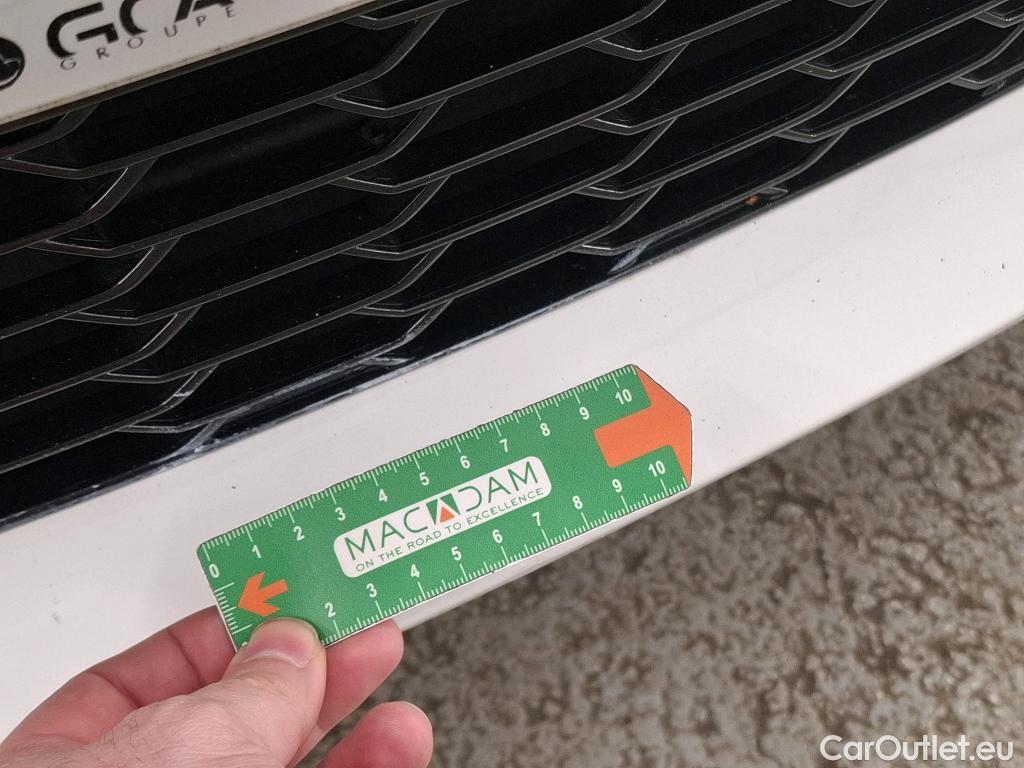 GCA
GROUPE
0 1 2 3 4 5 6 7 8 9 10
MACADAM
ON THE ROAD TO EXCELLENCE
2 3 4 5 6 7 8 9 10
CarOutlet.eu